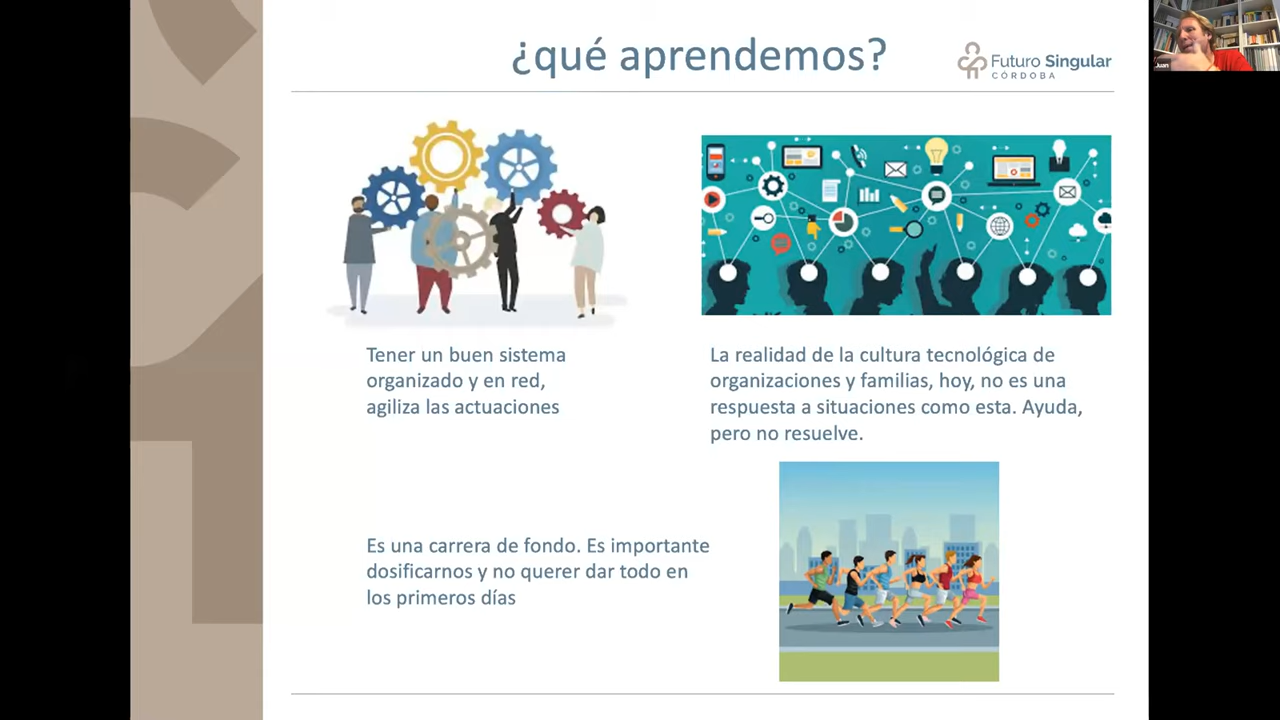 ¿qué aprendemos?
Futuro Singular
CÓRDOBA
Juan
Tener un buen sistema
organizado y en red,
agiliza las actuaciones
La realidad de la cultura tecnológica de
organizaciones y familias, hoy, no es una
respuesta a situaciones como esta. Ayuda,
pero no resuelve.
Es una carrera de fondo. Es importante
dosificarnos y no querer dar todo en
los primeros días